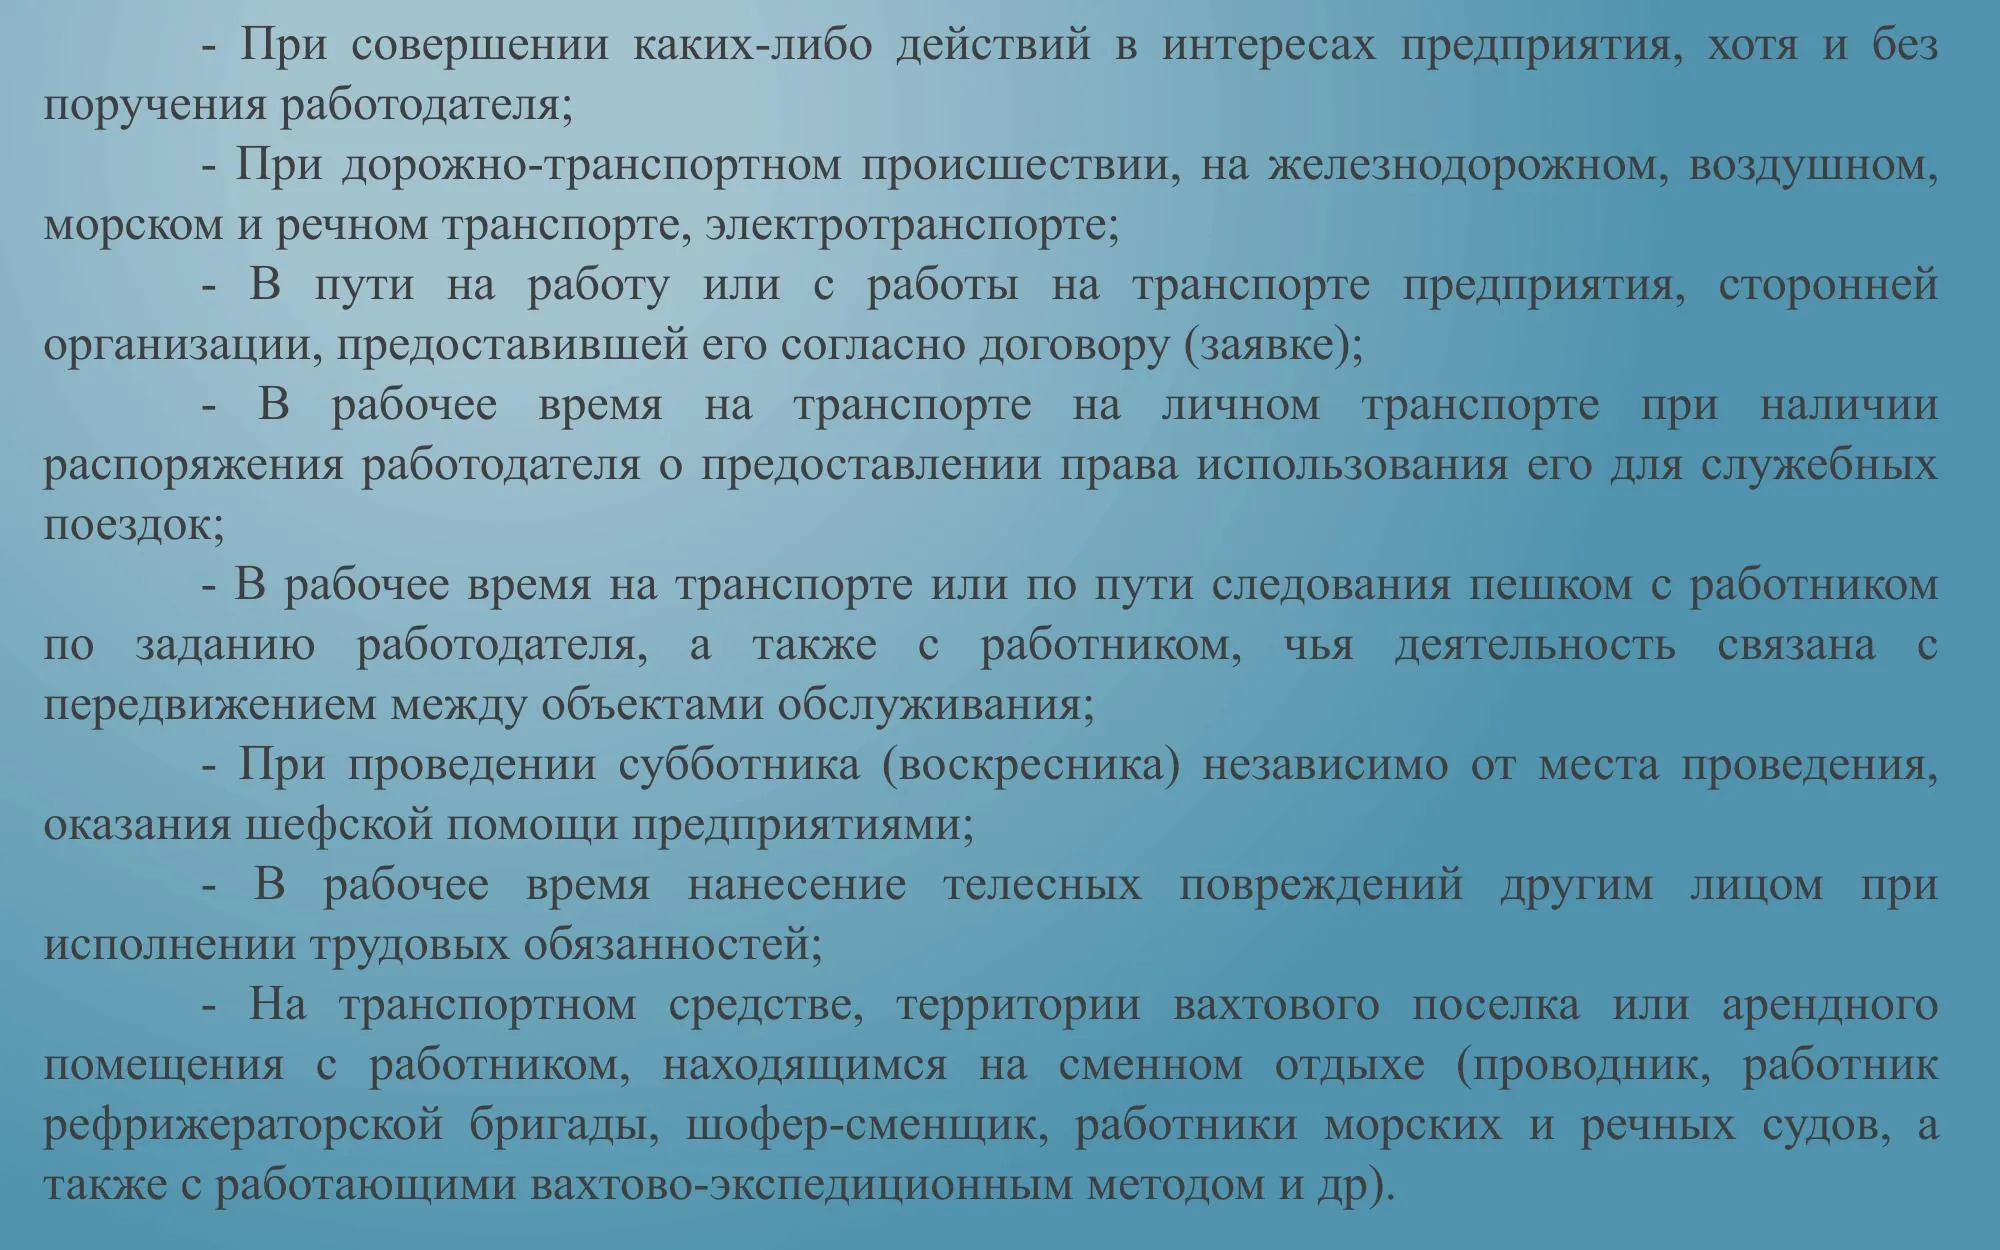 - При совершении каких-либо действий в интересах предприятия, хотя и без
поручения работодателя;
- При дорожно-транспортном происшествии, на железнодорожном, воздушном,
морском и речном транспорте, электротранспорте;
- В пути на работу или с работы на транспорте предприятия, сторонней
организации, предоставившей его согласно договору (заявке);
- В рабочее время на транспорте на личном транспорте при наличии
распоряжения работодателя о предоставлении права использования его для служебных
поездок;
- В рабочее время на транспорте или по пути следования пешком с работником
по заданию работодателя, а также с работником, чья деятельность связана с
передвижением между объектами обслуживания;
- При проведении субботника (воскресника) независимо от места проведения,
оказания шефской помощи предприятиями;
- В рабочее время нанесение телесных повреждений другим лицом при
исполнении трудовых обязанностей;
- На транспортном средстве, территории вахтового поселка или арендного
помещения с работником, находящимся на сменном отдыхе (проводник, работник
рефрижераторской бригады, шофер-сменщик, работники морских и речных судов, а
также с работающими вахтово-экспедиционным методом и др).